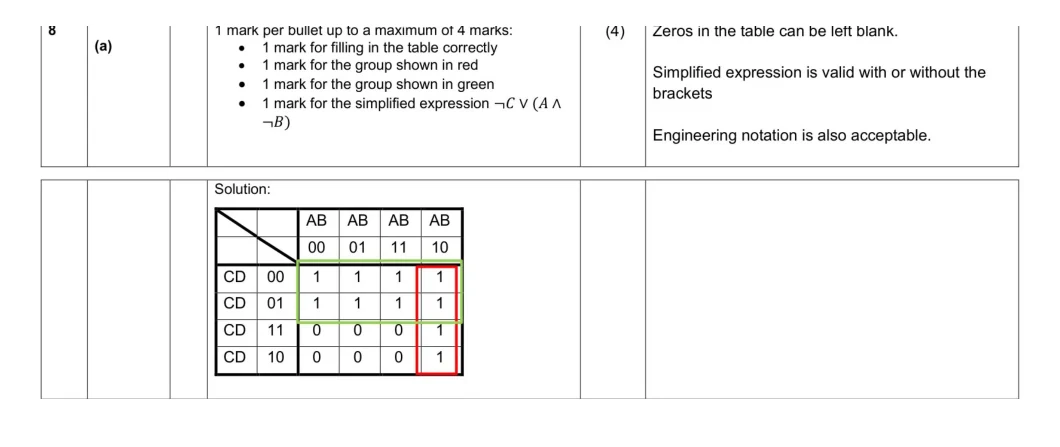 8
(a)
1 mark per bullet up to a maximum of 4 marks:
• 1 mark for filling in the table correctly
• 1 mark for the group shown in red
• 1 mark for the group shown in green
• 1 mark for the simplified expression ¬C ∨ (A ∧
¬B)
(4)
Zeros in the table can be left blank.
Simplified expression is valid with or without the
brackets
Engineering notation is also acceptable.
Solution:
AB AB AB AB
00 01 11 10
CD 00 1 1 1 1
CD 01 1 1 1 1
CD 11 0 0 0 1
CD 10 0 0 0 1